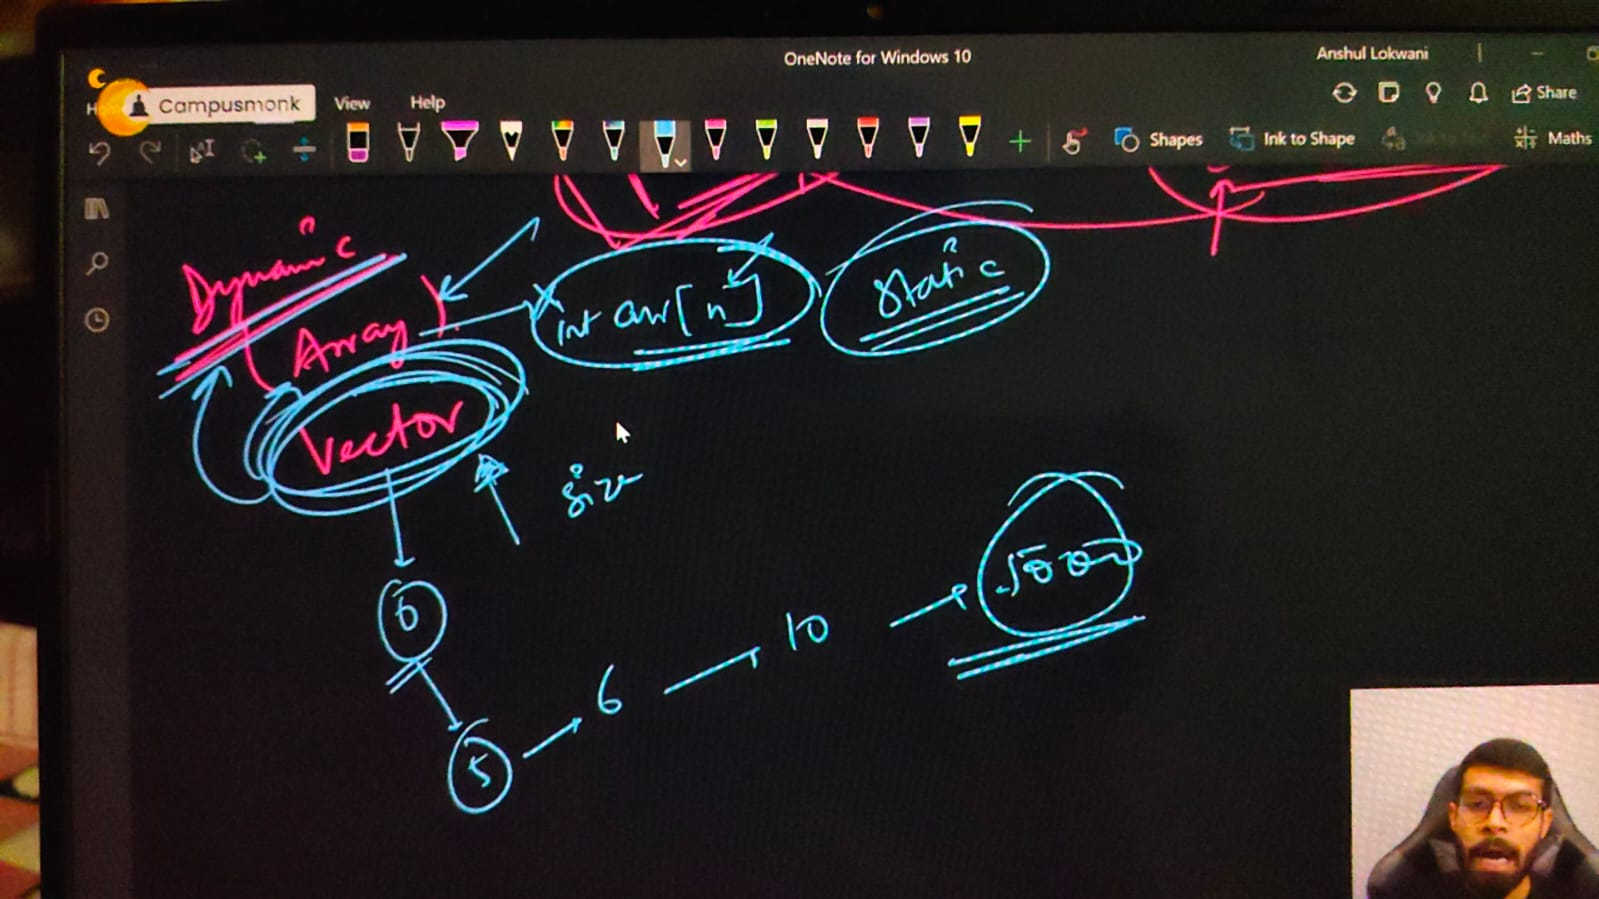 OneNote for Windows 10
Anshul Lokwani
Campusmonk
View
Help
Share
Shapes
Ink to Shape
Maths
Dynamic
(Array)
int arr[n]
static
Vector
size
6
5
6
10